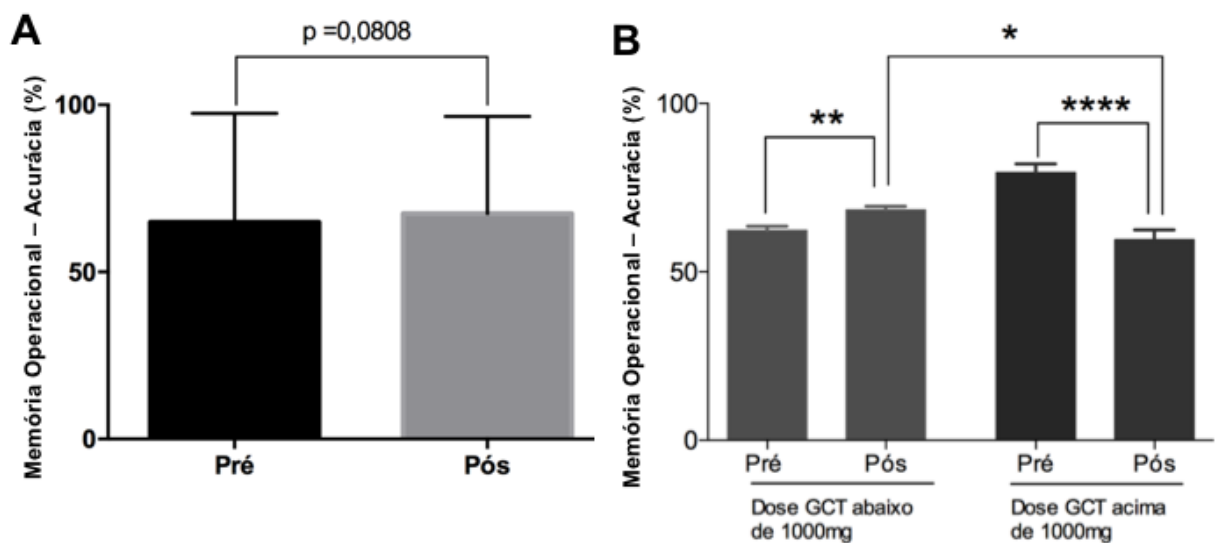 A
p =0,0808
Memória Operacional – Acurácia (%)
100
50
0
Pré
Pós
B
*
**
****
Memória Operacional – Acurácia (%)
100
50
0
Pré
Pós
Pré
Pós
Dose GCT abaixo
de 1000mg
Dose GCT acima
de 1000mg